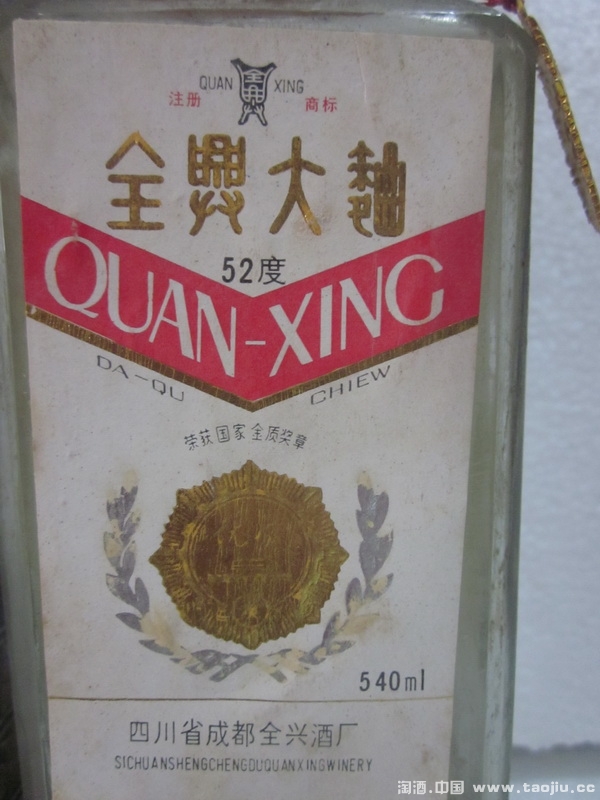 QUAN XING
注册 商标
全興大麯
52度
QUAN-XING
DA-QU CHIEW
荣获国家金质奖章
540ml
四川省成都全兴酒厂
SICHUANSHENGCHENGDUQUANXINGWINERY
淘酒.中国 www.taojiu.cc